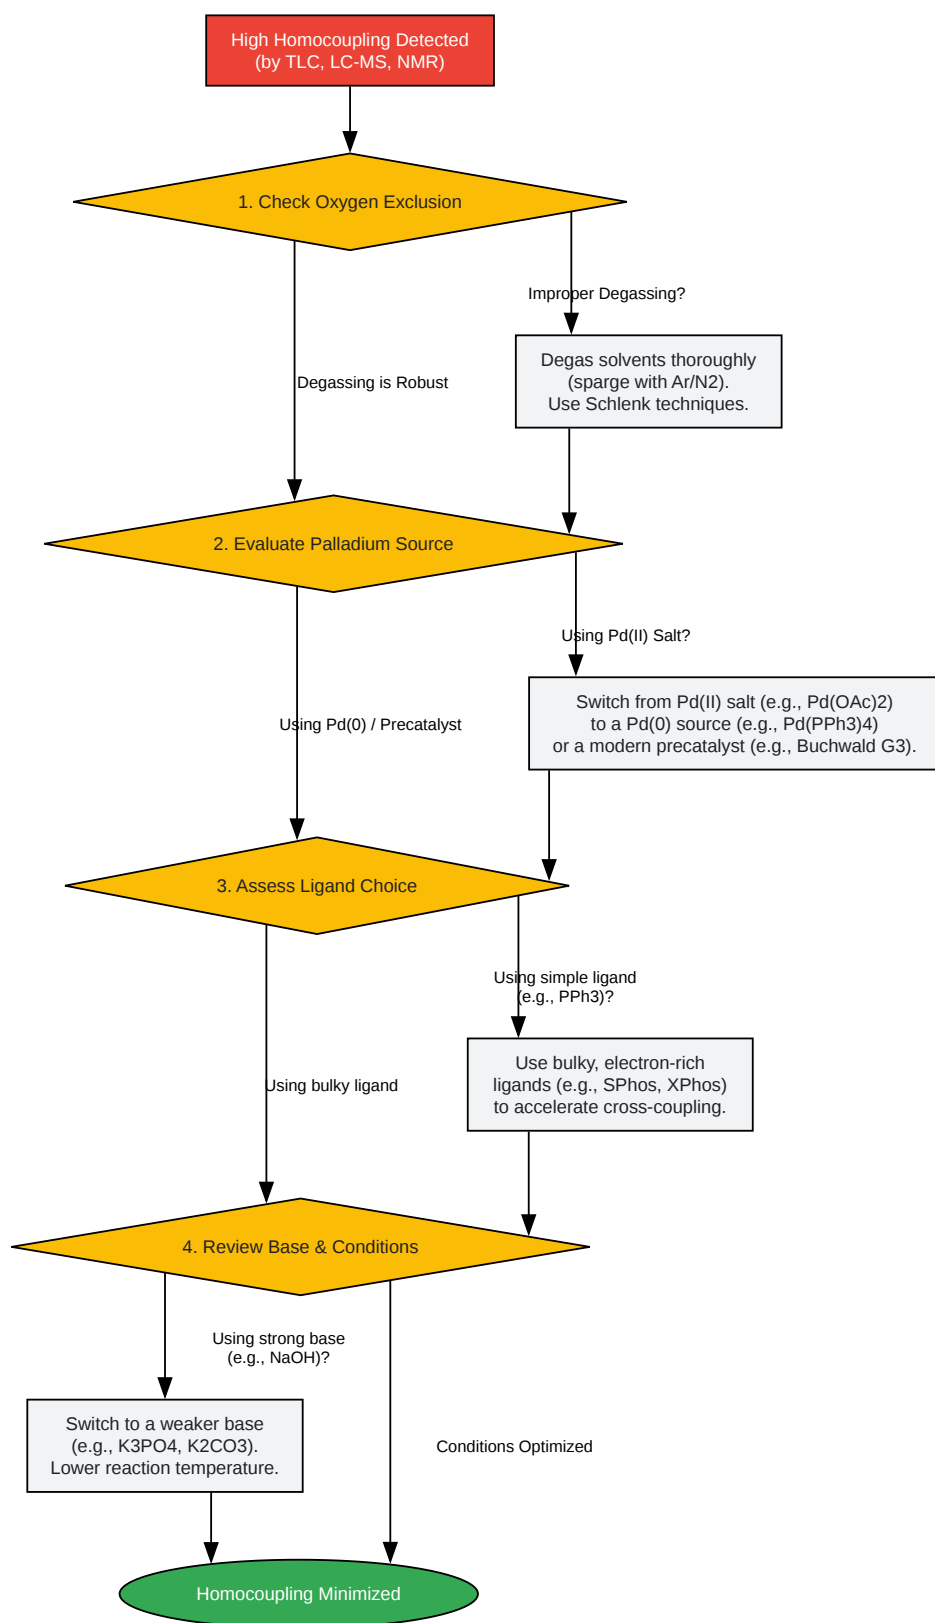 High Homocoupling Detected
(by TLC, LC-MS, NMR)
1. Check Oxygen Exclusion
Improper Degassing?
Degas solvents thoroughly
(sparge with Ar/N2).
Use Schlenk techniques.
Degassing is Robust
2. Evaluate Palladium Source
Using Pd(II) Salt?
Switch from Pd(II) salt (e.g., Pd(OAc)2)
to a Pd(0) source (e.g., Pd(PPh3)4)
or a modern precatalyst (e.g., Buchwald G3).
Using Pd(0) / Precatalyst
3. Assess Ligand Choice
Using simple ligand
(e.g., PPh3)?
Use bulky, electron-rich
ligands (e.g., SPhos, XPhos)
to accelerate cross-coupling.
Using bulky ligand
4. Review Base & Conditions
Using strong base
(e.g., NaOH)?
Switch to a weaker base
(e.g., K3PO4, K2CO3).
Lower reaction temperature.
Conditions Optimized
Homocoupling Minimized